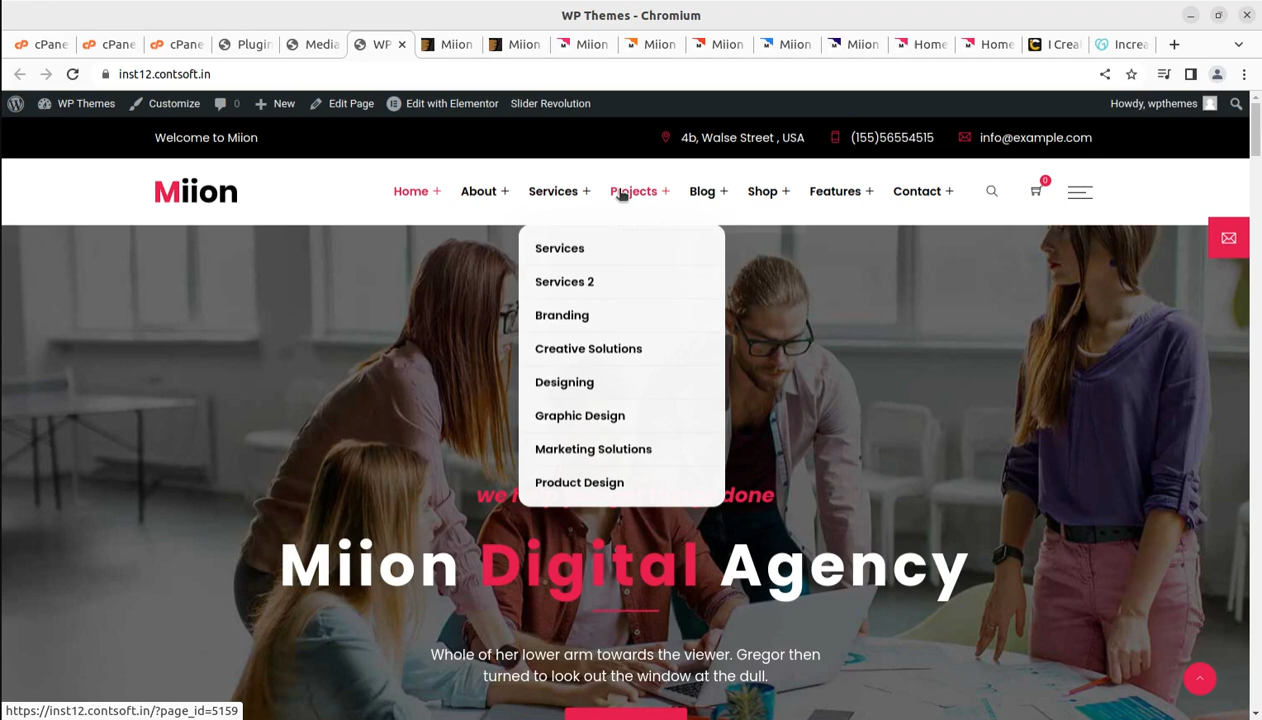 WP Themes - Chromium
cPane cPane cPane Plugin Media WP Miion Miion Miion Miion Miion Miion Miion Home Home I Crea Increa
inst12.contsoft.in
WP Themes Customize 0 New Edit Page Edit with Elementor Slider Revolution Howdy, wpthemes
Welcome to Miion 4b, Walse Street , USA (155)56554515 info@example.com
Miion Home + About + Services + Projects + Blog + Shop + Features + Contact + 0
Services
Services 2
Branding
Creative Solutions
Designing
Graphic Design
Marketing Solutions
Product Design
we done
Miion Digital Agency
Whole of her lower arm towards the viewer. Gregor then
turned to look out the window at the dull.
https://inst12.contsoft.in/?page_id=5159